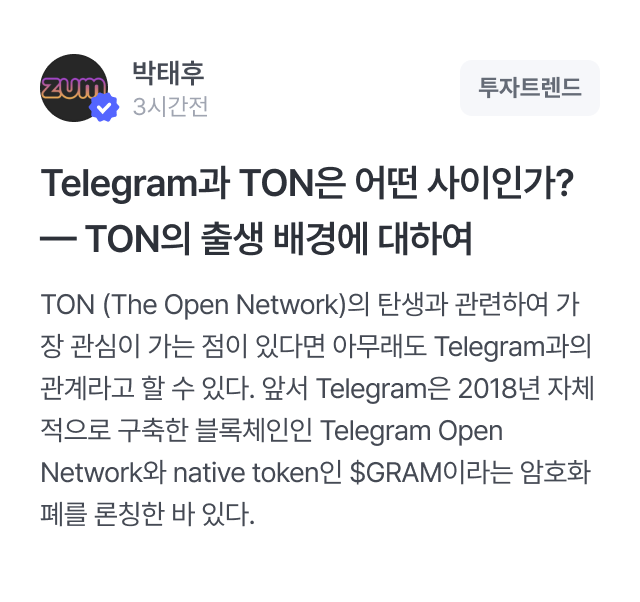 zum
박태후
3시간전
투자트렌드
Telegram과 TON은 어떤 사이인가?
— TON의 출생 배경에 대하여
TON (The Open Network)의 탄생과 관련하여 가
장 관심이 가는 점이 있다면 아무래도 Telegram과의
관계라고 할 수 있다. 앞서 Telegram은 2018년 자체
적으로 구축한 블록체인인 Telegram Open
Network와 native token인 $GRAM이라는 암호화
폐를 론칭한 바 있다.